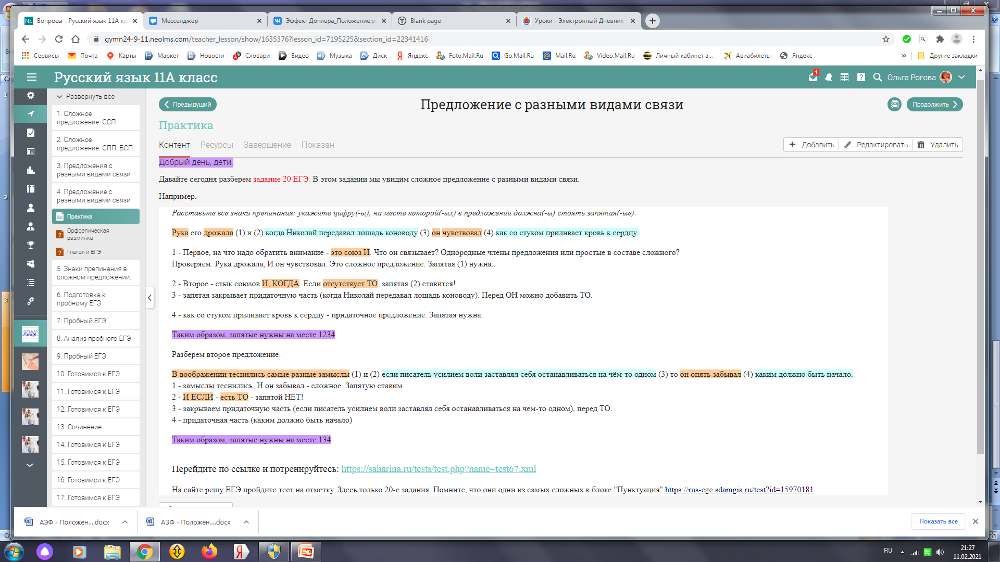 Вопросы - Русский язык 11А кл
Мессенджер
Эффект Доплера_Положение.p
Blank page
Уроки - Электронный Дневник
gymn24-9-11.neolms.com/teacher_lesson/show/1635376?lesson_id=7195225&section_id=22341416
Сервисы
Почта
Карты
Маркет
Новости
Словари
Видео
Музыка
Диск
Яндекс
Foto.Mail.Ru
Go.Mail.Ru
Mail.Ru
Video.Mail.Ru
Личный кабинет а...
Авиабилеты
Яндекс
»
Другие закладки
Русский язык 11А класс
1
Ольга Рогова
Развернуть все
1. Сложное
предложение. ССП
2. Сложное
предложение. СПП. БСП
3. Предложения с
разными видами связи
4. Предложение с
разными видами связи
Практика
Орфоэпическая
разминка
Глагол и ЕГЭ
5. Знаки препинания в
сложном предложении.
6. Подготовка к
пробному ЕГЭ
7. Пробный ЕГЭ
8. Анализ пробного ЕГЭ
9. Пробный ЕГЭ
10. Готовимся к ЕГЭ
11. Готовимся к ЕГЭ
12. Готовимся к ЕГЭ
13. Сочинение
14. Готовимся к ЕГЭ
15. Готовимся к ЕГЭ
16. Готовимся к ЕГЭ
17. Готовимся к ЕГЭ
Предыдущий
Предложение с разными видами связи
Продолжить
Практика
Контент Ресурсы Завершение Показан
Добавить Редактировать Удалить
Добрый день, дети.
Давайте сегодня разберем задание 20 ЕГЭ. В этом задании мы увидим сложное предложение с разными видами связи.
Например.
Расставьте все знаки препинания: укажите цифру(-ы), на месте которой(-ых) в предложении должна(-ы) стоять запятая(-ые).
Рука его дрожала (1) и (2) когда Николай передавал лошадь коноводу (3) он чувствовал (4) как со стуком приливает кровь к сердцу.
1 - Первое, на что надо обратить внимание - это союз И. Что он связывает? Однородные члены предложения или простые в составе сложного?
Проверяем. Рука дрожала, И он чувствовал. Это сложное предложение. Запятая (1) нужна..
2 - Второе - стык союзов И, КОГДА. Если отсутствует ТО, запятая (2) ставится!
3 - запятая закрывает придаточную часть (когда Николай передавал лошадь коноводу). Перед ОН можно добавить ТО.
4 - как со стуком приливает кровь к сердцу - придаточное предложение. Запятая нужна.
Таким образом, запятые нужны на месте 1234
Разберем второе предложение.
В воображении теснились самые разные замыслы (1) и (2) если писатель усилием воли заставлял себя останавливаться на чём-то одном (3) то он опять забывал (4) каким должно быть начало.
1 - замыслы теснились, И он забывал - сложное. Запятую ставим.
2 - И ЕСЛИ - есть ТО - запятой НЕТ!
3 - закрываем придаточную часть (если писатель усилием воли заставлял себя останавливаться на чем-то одном), перед ТО.
4 - придаточная часть (каким должно быть начало)
Таким образом, запятые нужны на месте 134
Перейдите по ссылке и потренируйтесь: https://saharina.ru/tests/test.php?name=test67.xml
На сайте решу ЕГЭ пройдите тест на отметку. Здесь только 20-е задания. Помните, что они одни из самых сложных в блоке "Пунктуация" https://rus-ege.sdamgia.ru/test?id=15970181
АЭФ - Положен....docx
АЭФ - Положен....docx
Показать все
1
2
3
RU
21:27
11.02.2021